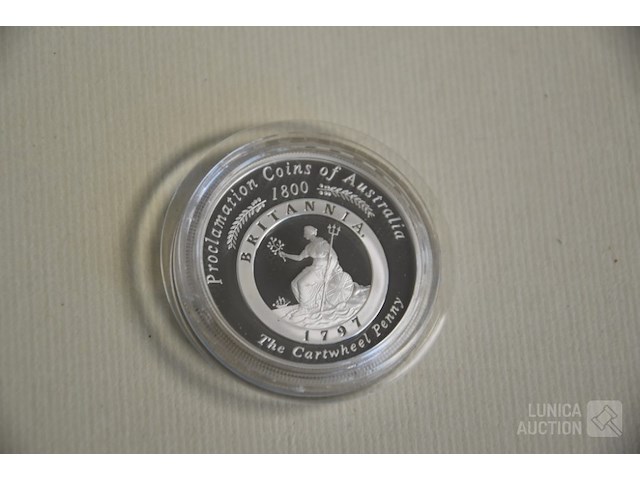 Proclamation Coins of Australia
1800
BRITANNIA.
1797
The Cartwheel Penny
LUNICA
AUCTION